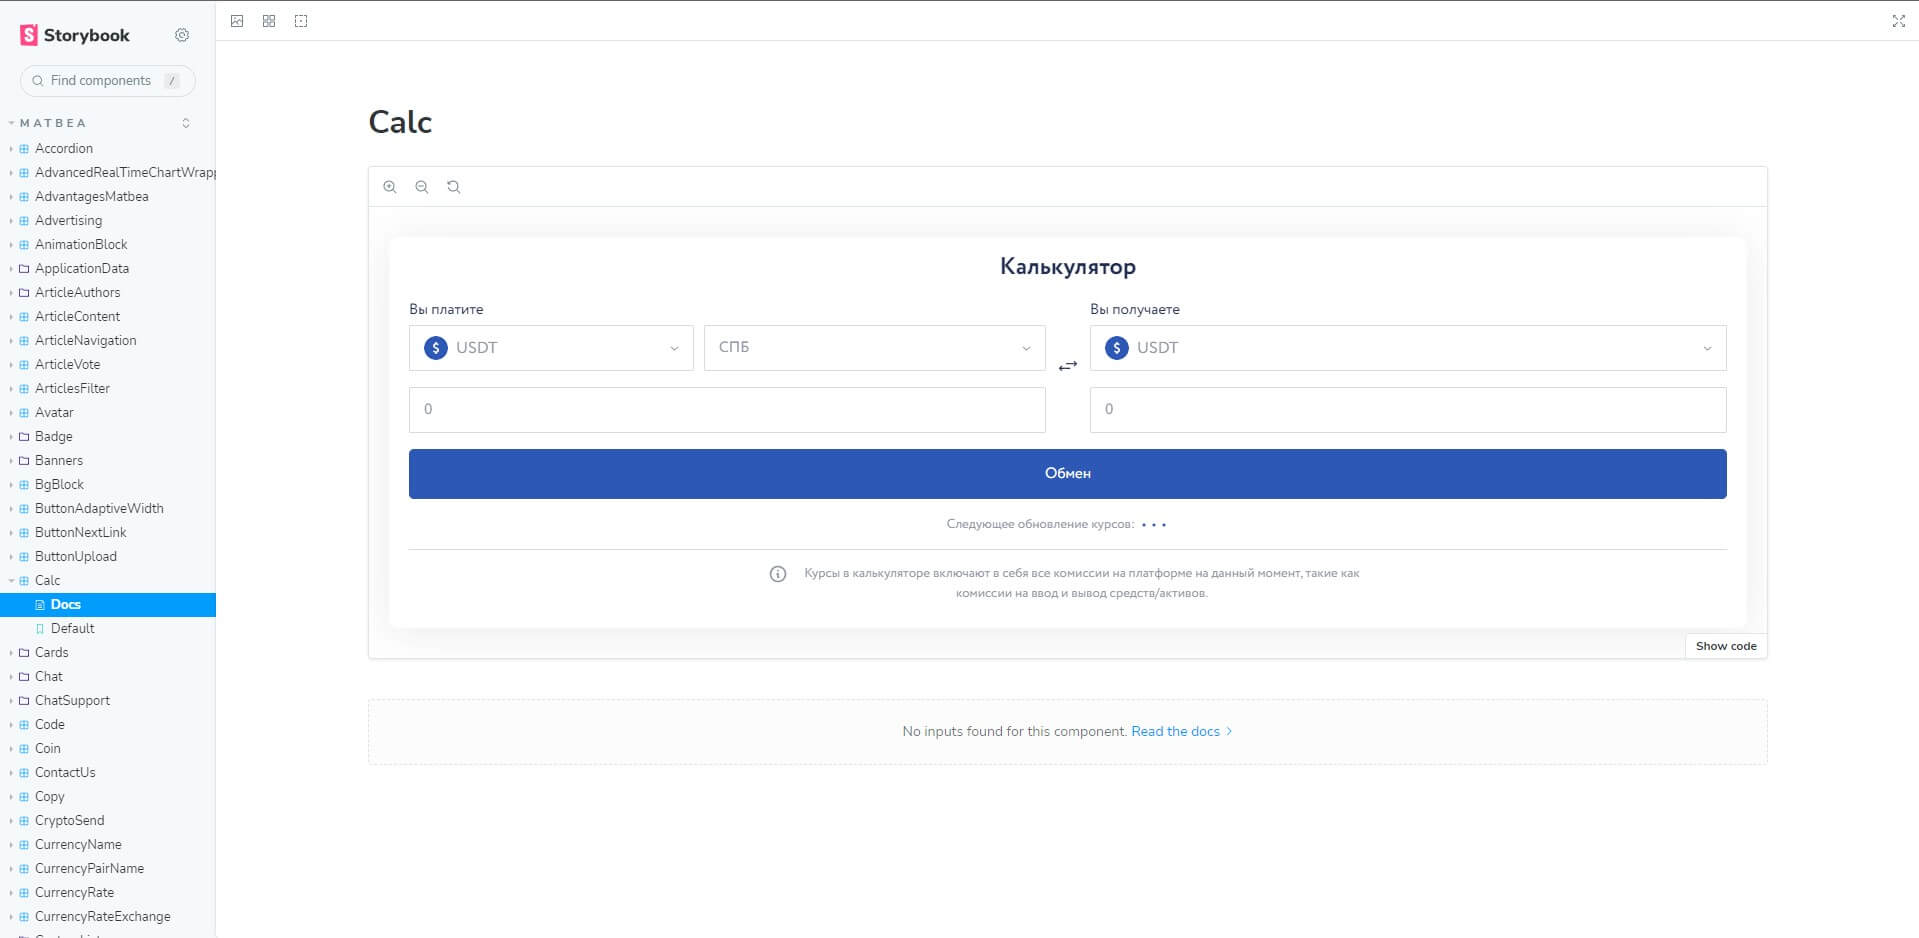 Storybook
Find components /
MATBEA
Accordion
AdvancedRealTimeChartWrapp
AdvantagesMatbea
Advertising
AnimationBlock
ApplicationData
ArticleAuthors
ArticleContent
ArticleNavigation
ArticleVote
ArticlesFilter
Avatar
Badge
Banners
BgBlock
ButtonAdaptiveWidth
ButtonNextLink
ButtonUpload
Calc
Docs
Default
Cards
Chat
ChatSupport
Code
Coin
ContactUs
Copy
CryptoSend
CurrencyName
CurrencyPairName
CurrencyRate
CurrencyRateExchange
Calc
Калькулятор
Вы платите
USDT
СПБ
0
Вы получаете
USDT
0
Обмен
Следующее обновление курсов:
Курсы в калькуляторе включают в себя все комиссии на платформе на данный момент, такие как
комиссии на ввод и вывод средств/активов.
Show code
No inputs found for this component. Read the docs